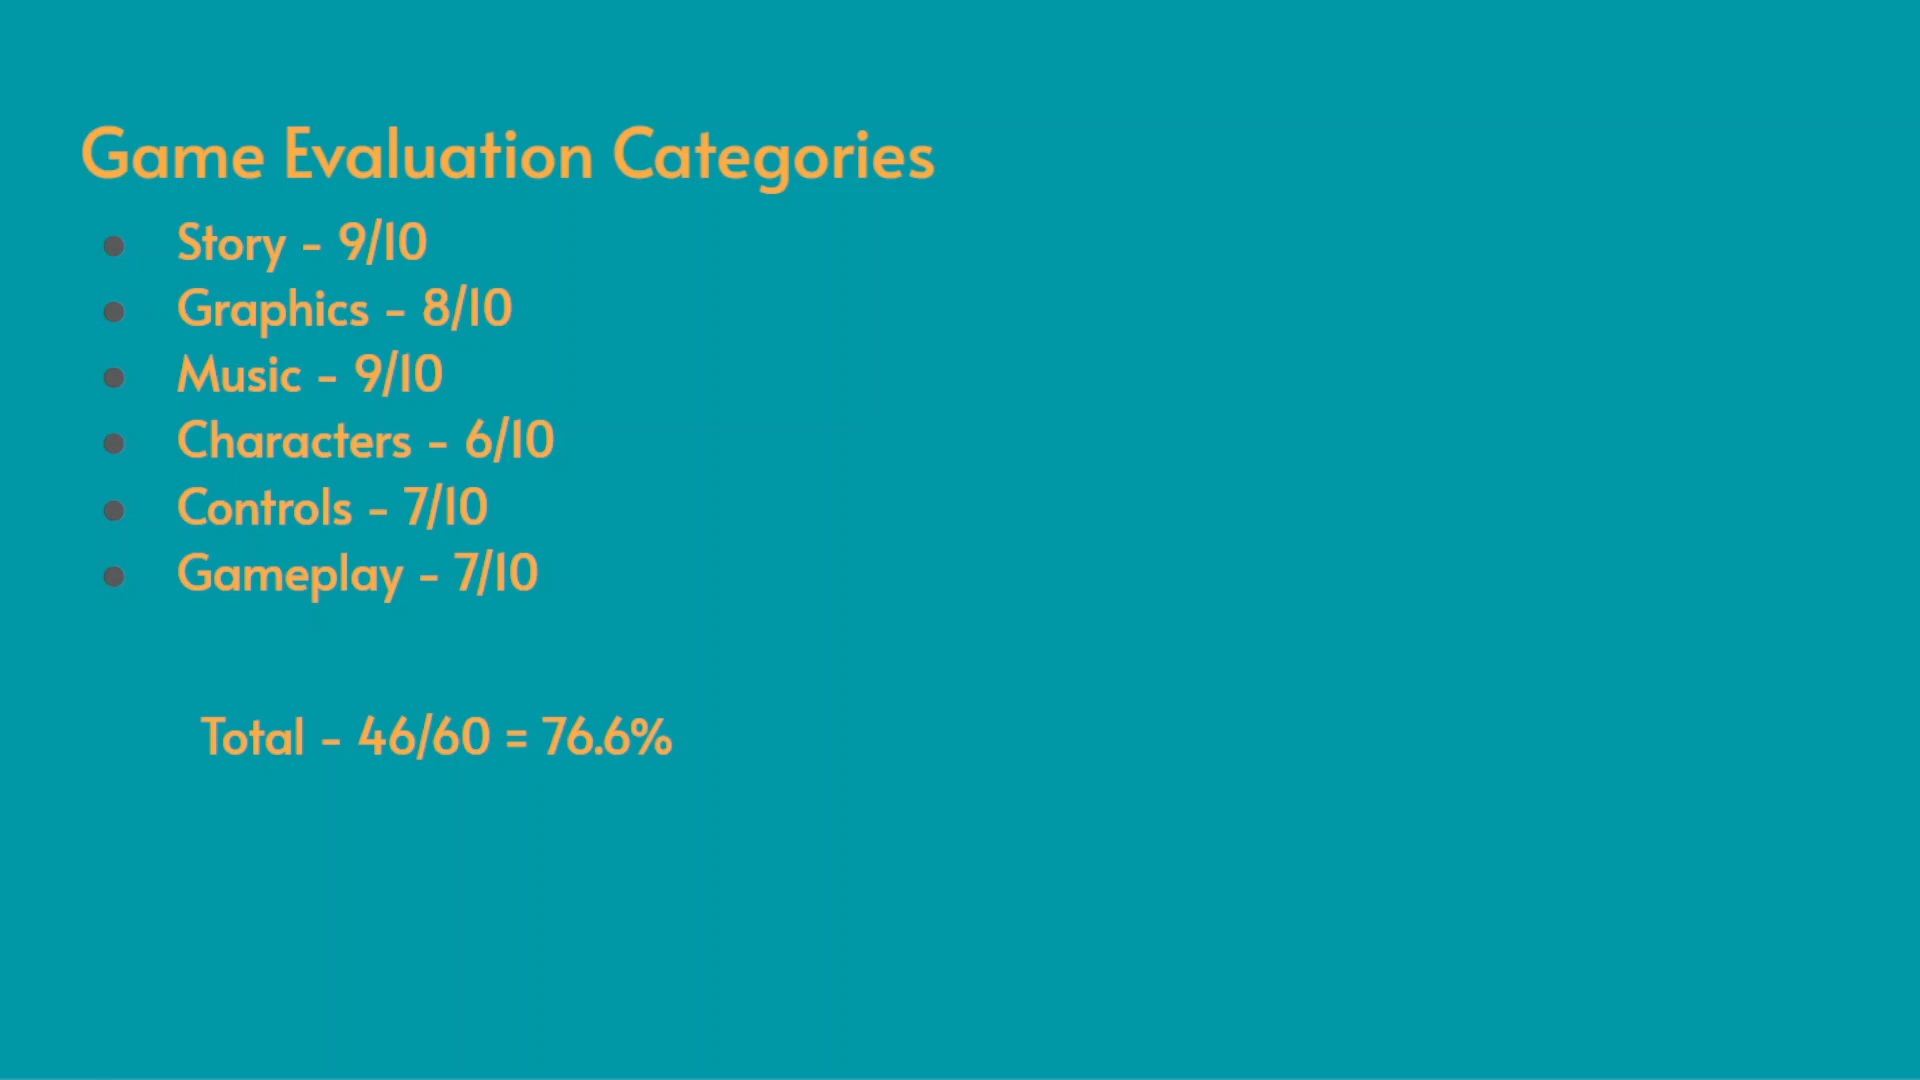 Game Evaluation Categories
● Story - 9/10
● Graphics - 8/10
● Music - 9/10
● Characters - 6/10
● Controls - 7/10
● Gameplay - 7/10
Total - 46/60 = 76.6%